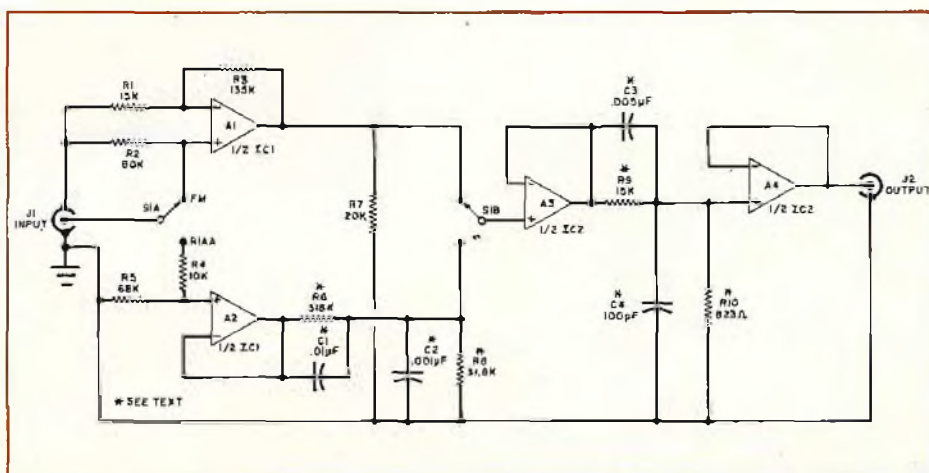 R1
15K
R3
135K
A1
1/2 IC1
R2
80K
FM
S1A
J1
INPUT
RIAA
R4
10K
R5
68K
A2
1/2 IC1
*
R6
318K
*
C1
.01µF
*
C2
.001µF
*
R8
31.8K
R7
20K
S1B
A3
1/2 IC2
*
C3
.005µF
*
R9
15K
*
C4
100pF
*
R10
823Ω
A4
1/2 IC2
J2
OUTPUT
* SEE TEXT